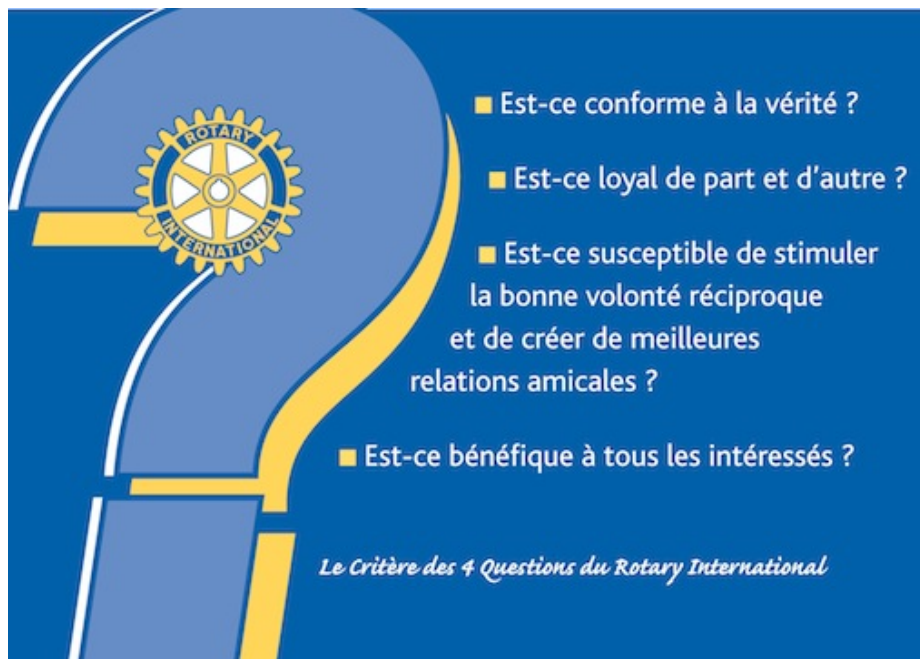 ROTARY
INTERNATIONAL
Est-ce conforme à la vérité ?
Est-ce loyal de part et d'autre ?
Est-ce susceptible de stimuler
la bonne volonté réciproque
et de créer de meilleures
relations amicales ?
Est-ce bénéfique à tous les intéressés ?
Le Critère des 4 Questions du Rotary International